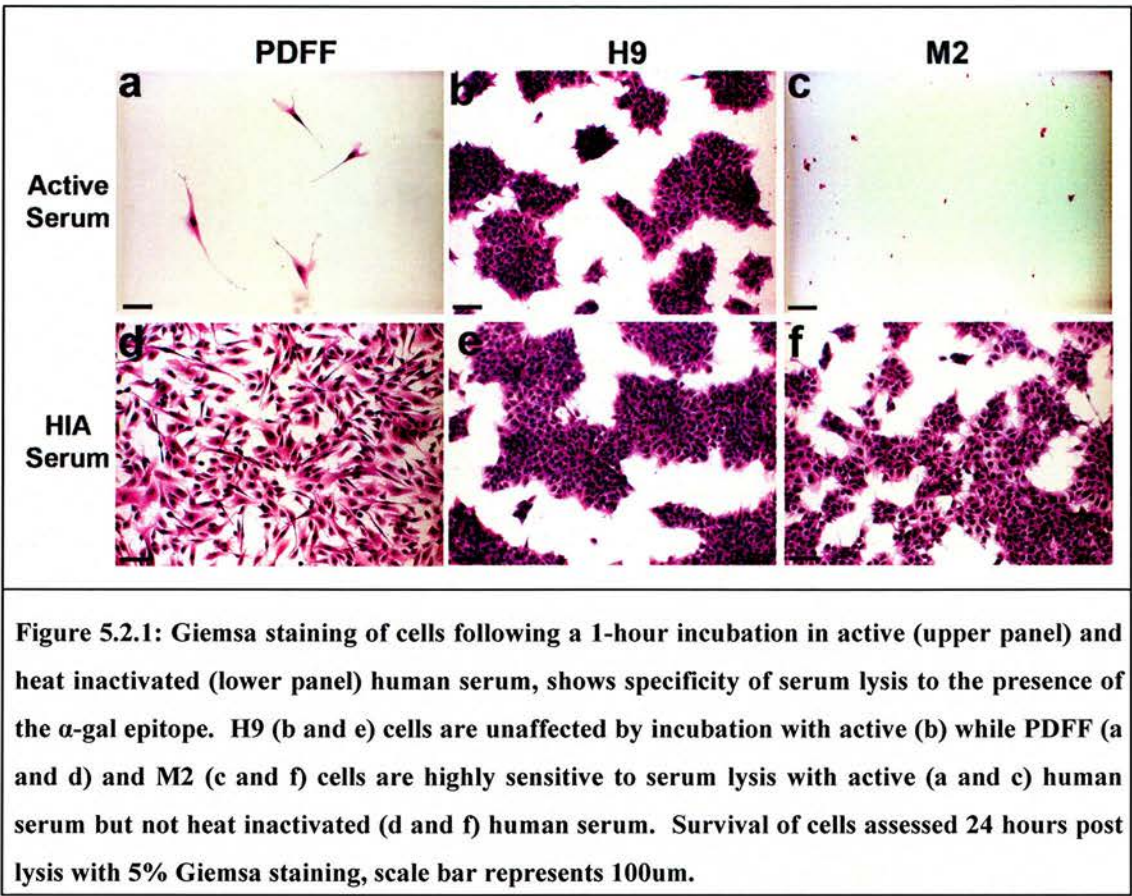 PDFF H9 M2
a b c
Active
Serum
d e f
HIA
Serum
Figure 5.2.1: Giemsa staining of cells following a 1-hour incubation in active (upper panel) and
heat inactivated (lower panel) human serum, shows specificity of serum lysis to the presence of
the α-gal epitope. H9 (b and e) cells are unaffected by incubation with active (b) while PDFF (a
and d) and M2 (c and f) cells are highly sensitive to serum lysis with active (a and c) human
serum but not heat inactivated (d and f) human serum. Survival of cells assessed 24 hours post
lysis with 5% Giemsa staining, scale bar represents 100um.